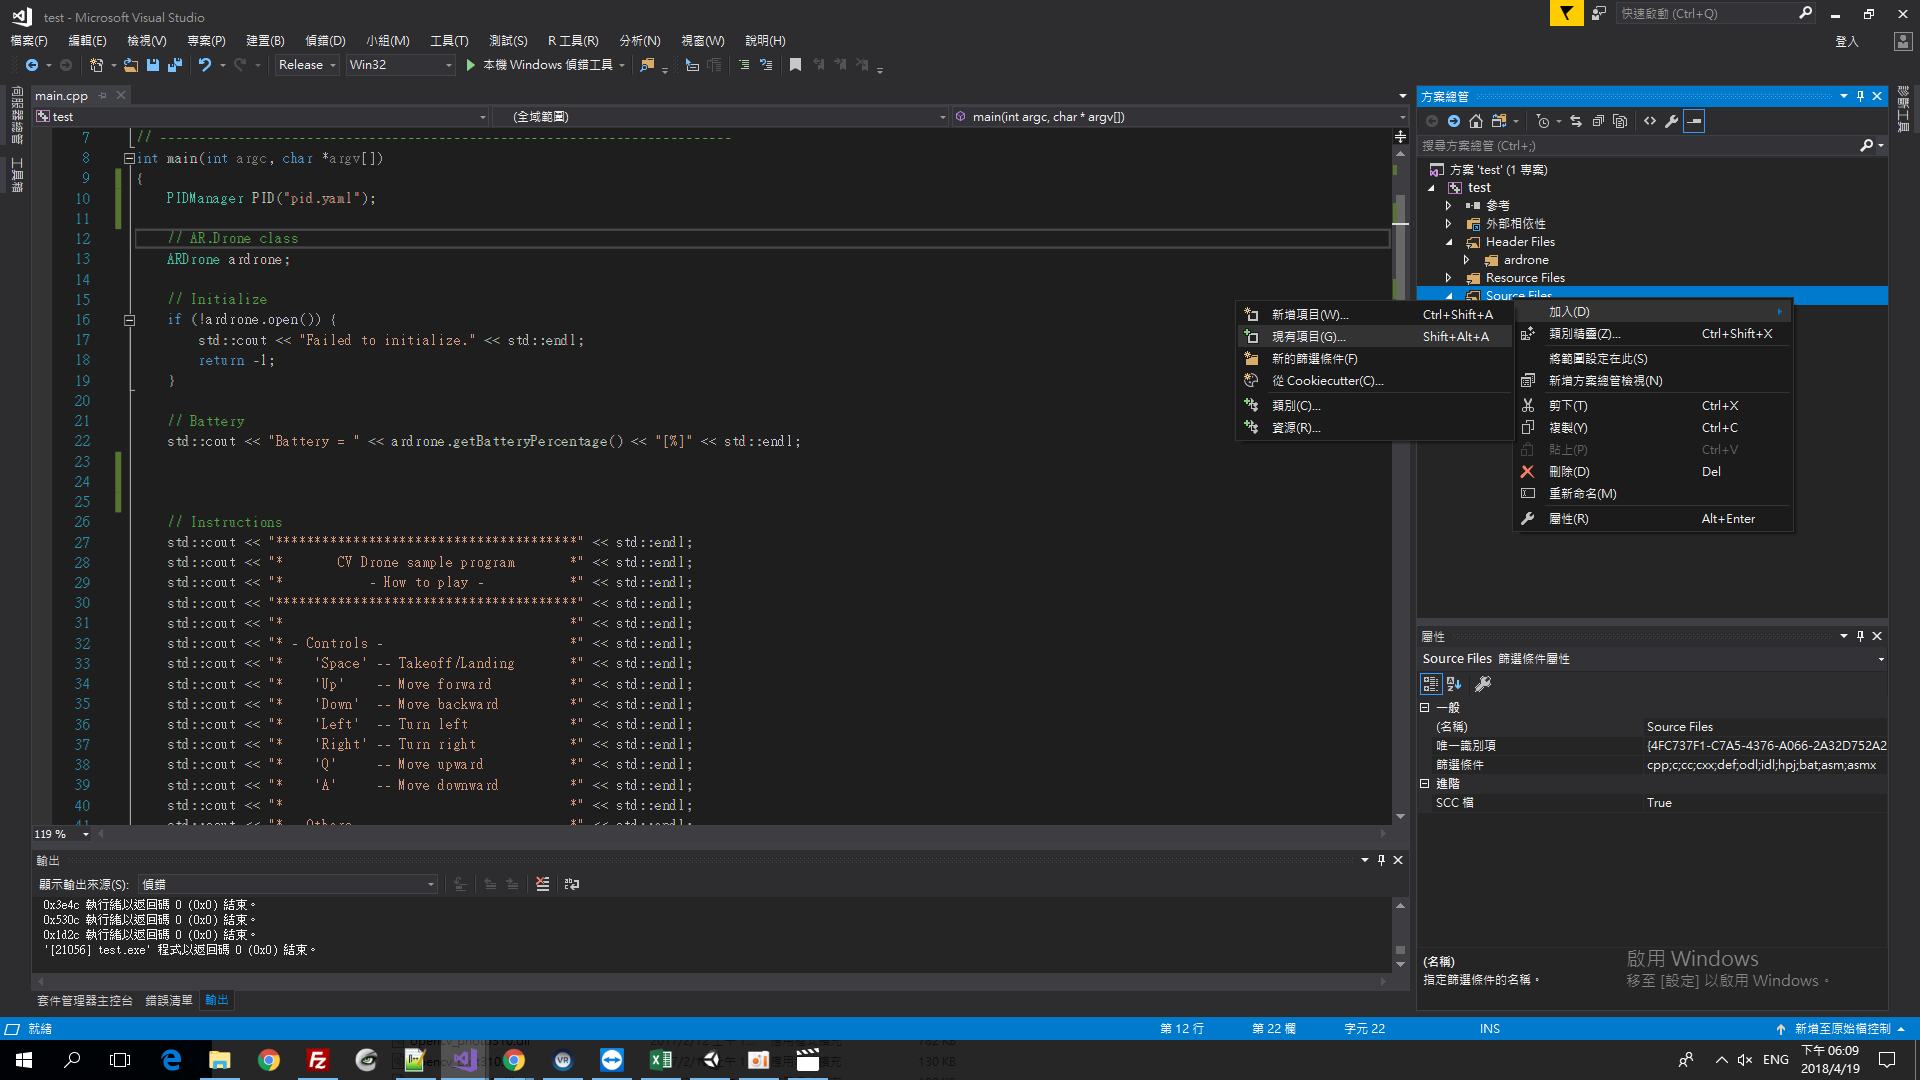 test - Microsoft Visual Studio
快速啟動 (Ctrl+Q)
檔案(F) 編輯(E) 檢視(V) 專案(P) 建置(B) 偵錯(D) 小組(M) 工具(T) 測試(S) R 工具(R) 分析(N) 視窗(W) 說明(H)
登入
Release Win32 本機 Windows 偵錯工具
伺服器總管
工具箱
main.cpp
test (全域範圍) main(int argc, char * argv[])
7 // --------------------------------------------------------------------------
8 int main(int argc, char *argv[])
9 {
10 PIDManager PID("pid.yaml");
11
12 // AR.Drone class
13 ARDrone ardrone;
14
15 // Initialize
16 if (!ardrone.open()) {
17 std::cout << "Failed to initialize." << std::endl;
18 return -1;
19 }
20
21 // Battery
22 std::cout << "Battery = " << ardrone.getBatteryPercentage() << "[%]" << std::endl;
23
24
25
26 // Instructions
27 std::cout << "***************************************" << std::endl;
28 std::cout << "*       CV Drone sample program       *" << std::endl;
29 std::cout << "*           - How to play -           *" << std::endl;
30 std::cout << "***************************************" << std::endl;
31 std::cout << "*                                     *" << std::endl;
32 std::cout << "* - Controls -                        *" << std::endl;
33 std::cout << "*    'Space' -- Takeoff/Landing       *" << std::endl;
34 std::cout << "*    'Up'    -- Move forward          *" << std::endl;
35 std::cout << "*    'Down'  -- Move backward         *" << std::endl;
36 std::cout << "*    'Left'  -- Turn left             *" << std::endl;
37 std::cout << "*    'Right' -- Turn right            *" << std::endl;
38 std::cout << "*    'Q'     -- Move upward           *" << std::endl;
39 std::cout << "*    'A'     -- Move downward         *" << std::endl;
40 std::cout << "*                                     *" << std::endl;
119 %
輸出
顯示輸出來源(S): 偵錯
0x3e4c 執行緒以返回碼 0 (0x0) 結束。
0x530c 執行緒以返回碼 0 (0x0) 結束。
0x1d2c 執行緒以返回碼 0 (0x0) 結束。
'[21056] test.exe' 程式以返回碼 0 (0x0) 結束。
套件管理器主控台 錯誤清單 輸出
方案總管
診斷工具
搜尋方案總管 (Ctrl+;)
方案 'test' (1 專案)
test
參考
外部相依性
Header Files
ardrone
Resource Files
Source Files
新增項目(W)... Ctrl+Shift+A
現有項目(G)... Shift+Alt+A
新的篩選條件(F)
從 Cookiecutter(C)...
類別(C)...
資源(R)...
加入(D)
類別精靈(Z)... Ctrl+Shift+X
將範圍設定在此(S)
新增方案總管檢視(N)
剪下(T) Ctrl+X
複製(Y) Ctrl+C
貼上(P) Ctrl+V
刪除(D) Del
重新命名(M)
屬性(R) Alt+Enter
屬性
Source Files 篩選條件屬性
一般
(名稱) Source Files
唯一識別項 {4FC737F1-C7A5-4376-A066-2A32D752A2
篩選條件 cpp;c;cc;cxx;def;odl;idl;hpj;bat;asm;asmx
進階
SCC 檔 True
(名稱)
指定篩選條件的名稱。
啟用 Windows
移至 [設定] 以啟用 Windows。
就緒 第 12 行 第 22 欄 字元 22 INS 新增至原始檔控制
ENG
下午 06:09
2018/4/19